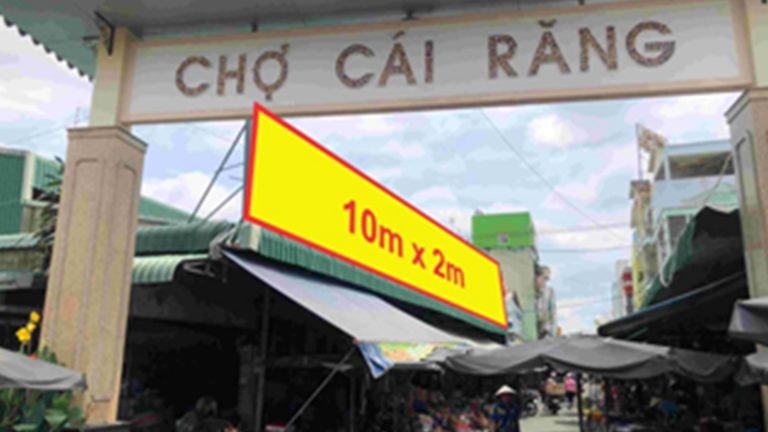 CHỢ CÁI RĂNG
10m x 2m